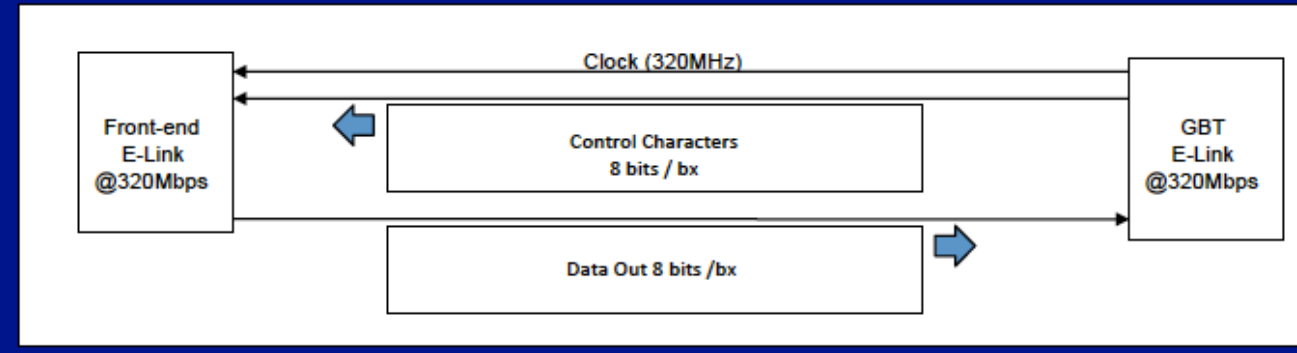 Clock (320MHz)
Front-end
E-Link
@320Mbps
Control Characters
8 bits / bx
GBT
E-Link
@320Mbps
Data Out 8 bits /bx